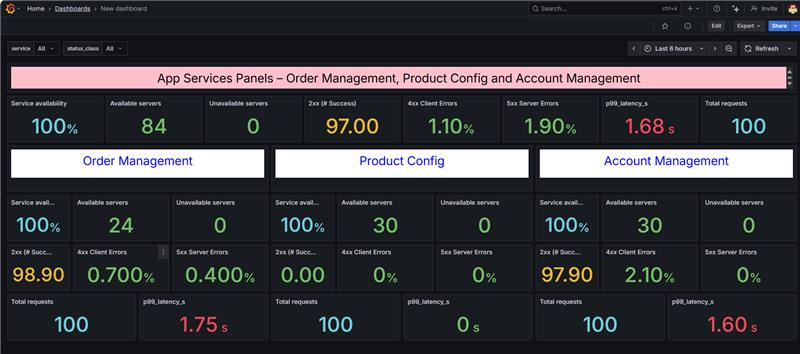 Home › Dashboards › New dashboard
Search... ctrl+k
Invite
Edit Export Share
service All status_class All
Last 6 hours Refresh
App Services Panels – Order Management, Product Config and Account Management
Service availability Available servers Unavailable servers 2xx (# Success) 4xx Client Errors 5xx Server Errors p99_latency_s Total requests
100% 84 0 97.00 1.10% 1.90% 1.68 s 100
Order Management Product Config Account Management
Service avail... Available servers Unavailable servers Service avail... Available servers Unavailable servers Service avail... Available servers Unavailable servers
100% 24 0 100% 30 0 100% 30 0
2xx (# Succ... 4xx Client Errors 5xx Server Errors 2xx (# Succ... 4xx Client Errors 5xx Server Errors 2xx (# Succ... 4xx Client Errors 5xx Server Errors
98.90 0.700% 0.400% 0.00 0% 0% 97.90 2.10% 0%
Total requests p99_latency_s Total requests p99_latency_s Total requests p99_latency_s
100 1.75 s 100 0 s 100 1.60 s